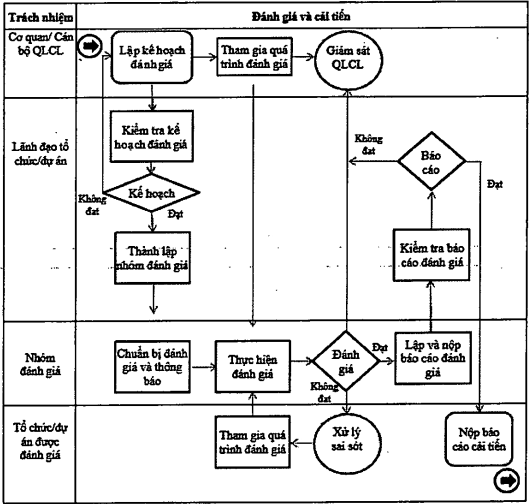 Trách nhiệm
Đánh giá và cải tiến
Cơ quan/ Cán
bộ QLCL
Lập kế hoạch
đánh giá
Tham gia quá
trình đánh giá
Giám sát
QLCL
Lãnh đạo tổ
chức/dự án
Kiểm tra kế
hoạch đánh giá
Kế hoạch
Không
đat
Đạt
Thành lập
nhóm đánh giá
Không
đat
Báo
cáo
Đạt
Kiểm tra báo
cáo đánh giá
Nhóm
đánh giá
Chuẩn bị đánh
giá và thông
báo
Thực hiện
đánh giá
Đánh
giá
Đạt
Không
đat
Lập và nộp
báo cáo đánh
giá
Tổ chức/dự
án được
đánh giá
Tham gia quá
trình đánh giá
Xử lý
sai sót
Nộp báo
cáo cải tiến